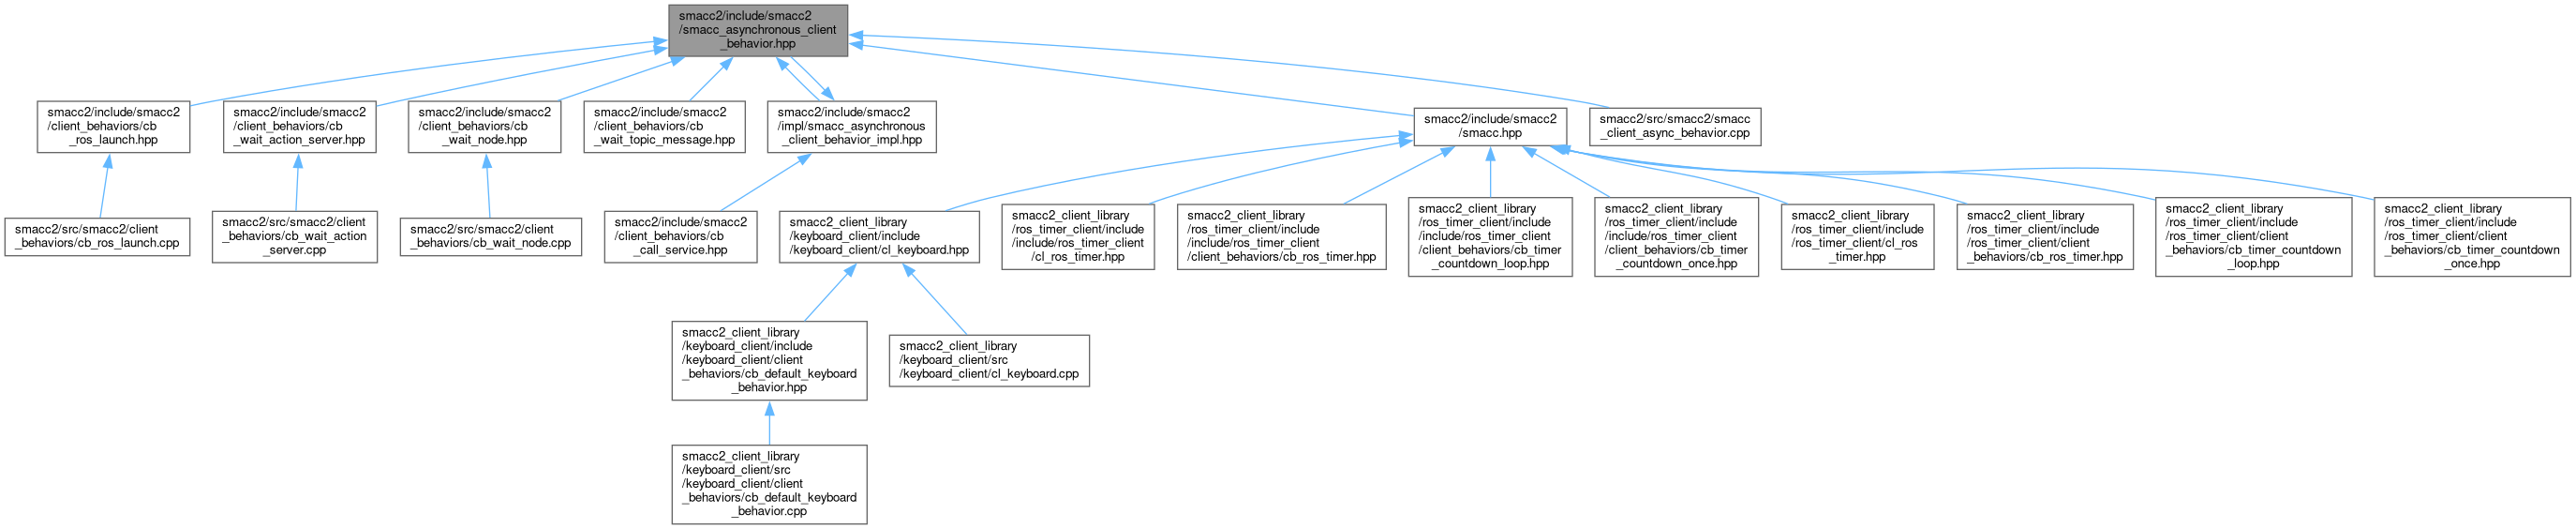 smacc2/include/smacc2
/smacc_asynchronous_client
_behavior.hpp
smacc2/include/smacc2
/client_behaviors/cb
_ros_launch.hpp
smacc2/include/smacc2
/client_behaviors/cb
_wait_action_server.hpp
smacc2/include/smacc2
/client_behaviors/cb
_wait_node.hpp
smacc2/include/smacc2
/client_behaviors/cb
_wait_topic_message.hpp
smacc2/include/smacc2
/impl/smacc_asynchronous
_client_behavior_impl.hpp
smacc2/include/smacc2
/smacc.hpp
smacc2/src/smacc2/smacc
_client_async_behavior.cpp
smacc2/src/smacc2/client
_behaviors/cb_ros_launch.cpp
smacc2/src/smacc2/client
_behaviors/cb_wait_action
_server.cpp
smacc2/src/smacc2/client
_behaviors/cb_wait_node.cpp
smacc2/include/smacc2
/client_behaviors/cb
_call_service.hpp
smacc2_client_library
/keyboard_client/include
/keyboard_client/cl_keyboard.hpp
smacc2_client_library
/ros_timer_client/include
/include/ros_timer_client
/cl_ros_timer.hpp
smacc2_client_library
/ros_timer_client/include
/include/ros_timer_client
/client_behaviors/cb_ros_timer.hpp
smacc2_client_library
/ros_timer_client/include
/include/ros_timer_client
/client_behaviors/cb_timer
_countdown_loop.hpp
smacc2_client_library
/ros_timer_client/include
/include/ros_timer_client
/client_behaviors/cb_timer
_countdown_once.hpp
smacc2_client_library
/ros_timer_client/include
/ros_timer_client/cl_ros
_timer.hpp
smacc2_client_library
/ros_timer_client/include
/ros_timer_client/client
_behaviors/cb_ros_timer.hpp
smacc2_client_library
/ros_timer_client/include
/ros_timer_client/client
_behaviors/cb_timer_countdown
_loop.hpp
smacc2_client_library
/ros_timer_client/include
/ros_timer_client/client
_behaviors/cb_timer_countdown
_once.hpp
smacc2_client_library
/keyboard_client/include
/keyboard_client/client
_behaviors/cb_default_keyboard
_behavior.hpp
smacc2_client_library
/keyboard_client/src
/keyboard_client/cl_keyboard.cpp
smacc2_client_library
/keyboard_client/src
/keyboard_client/client
_behaviors/cb_default_keyboard
_behavior.cpp